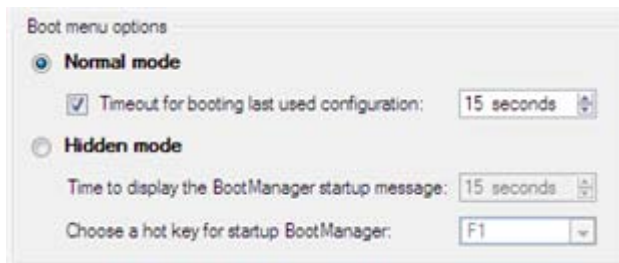 Boot menu options
Normal mode
Timeout for booting last used configuration: 15 seconds
Hidden mode
Time to display the BootManager startup message: 15 seconds
Choose a hot key for startup BootManager: F1